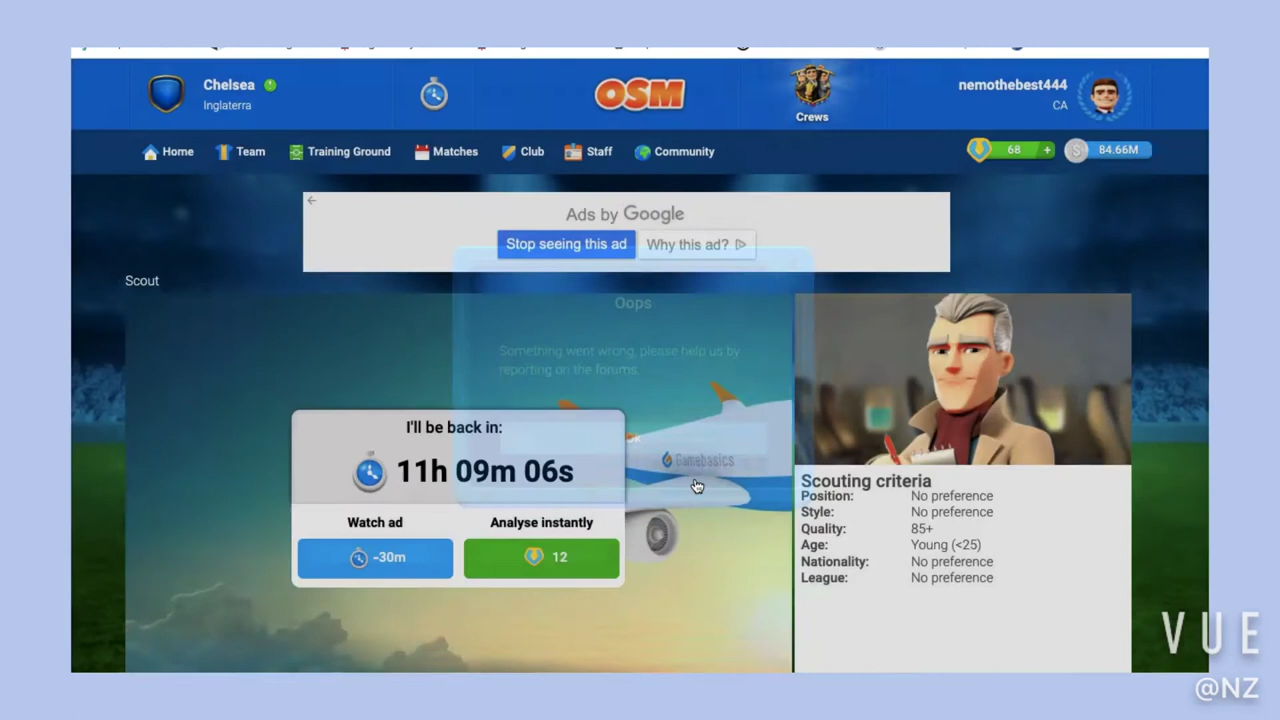 Chelsea
Inglaterra
OSM
Crews
nemothebest444
CA
Home
Team
Training Ground
Matches
Club
Staff
Community
68 +
84.66M
Ads by Google
Stop seeing this ad
Why this ad?
Scout
Oops
Something went wrong, please help us by
reporting on the forums.
I'll be back in:
11h 09m 06s
Gamebasics
Watch ad
Analyse instantly
-30m
12
Scouting criteria
Position: No preference
Style: No preference
Quality: 85+
Age: Young (<25)
Nationality: No preference
League: No preference
VUE
@NZ